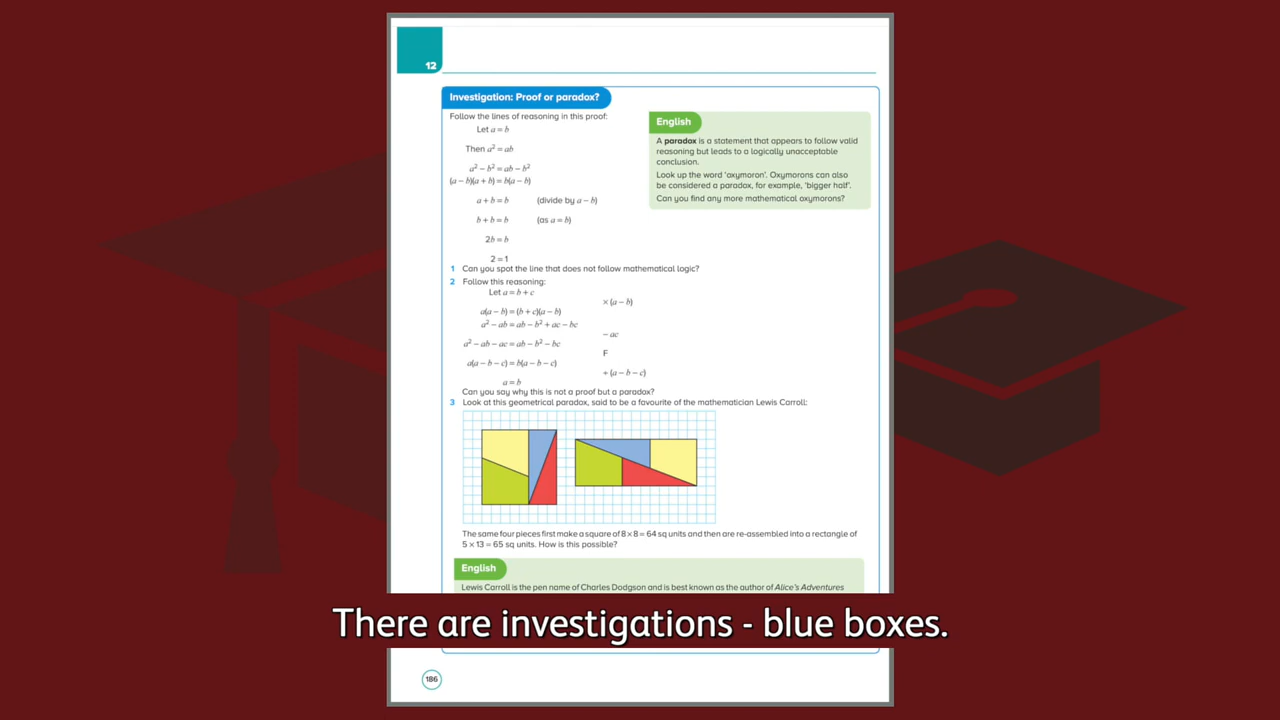 12
Investigation: Proof or paradox?
Follow the lines of reasoning in this proof:
Let a = b
Then a² = ab
a² − b² = ab − b²
(a − b)(a + b) = b(a − b)
a + b = b (divide by a − b)
b + b = b (as a = b)
2b = b
2 = 1
English
A paradox is a statement that appears to follow valid
reasoning but leads to a logically unacceptable
conclusion.
Look up the word ‘oxymoron’. Oxymorons can also
be considered a paradox, for example, ‘bigger half’.
Can you find any more mathematical oxymorons?
1 Can you spot the line that does not follow mathematical logic?
2 Follow this reasoning:
Let a = b + c
× (a − b)
a(a − b) = (b + c)(a − b)
a² − ab = ab − b² + ac − bc
− ac
a² − ab − ac = ab − b² − bc
F
a(a − b − c) = b(a − b − c)
÷ (a − b − c)
a = b
Can you say why this is not a proof but a paradox?
3 Look at this geometrical paradox, said to be a favourite of the mathematician Lewis Carroll:
The same four pieces first make a square of 8 × 8 = 64 sq units and then are re-assembled into a rectangle of
5 × 13 = 65 sq units. How is this possible?
English
Lewis Carroll is the pen name of Charles Dodgson and is best known as the author of Alice’s Adventures
There are investigations - blue boxes.
186